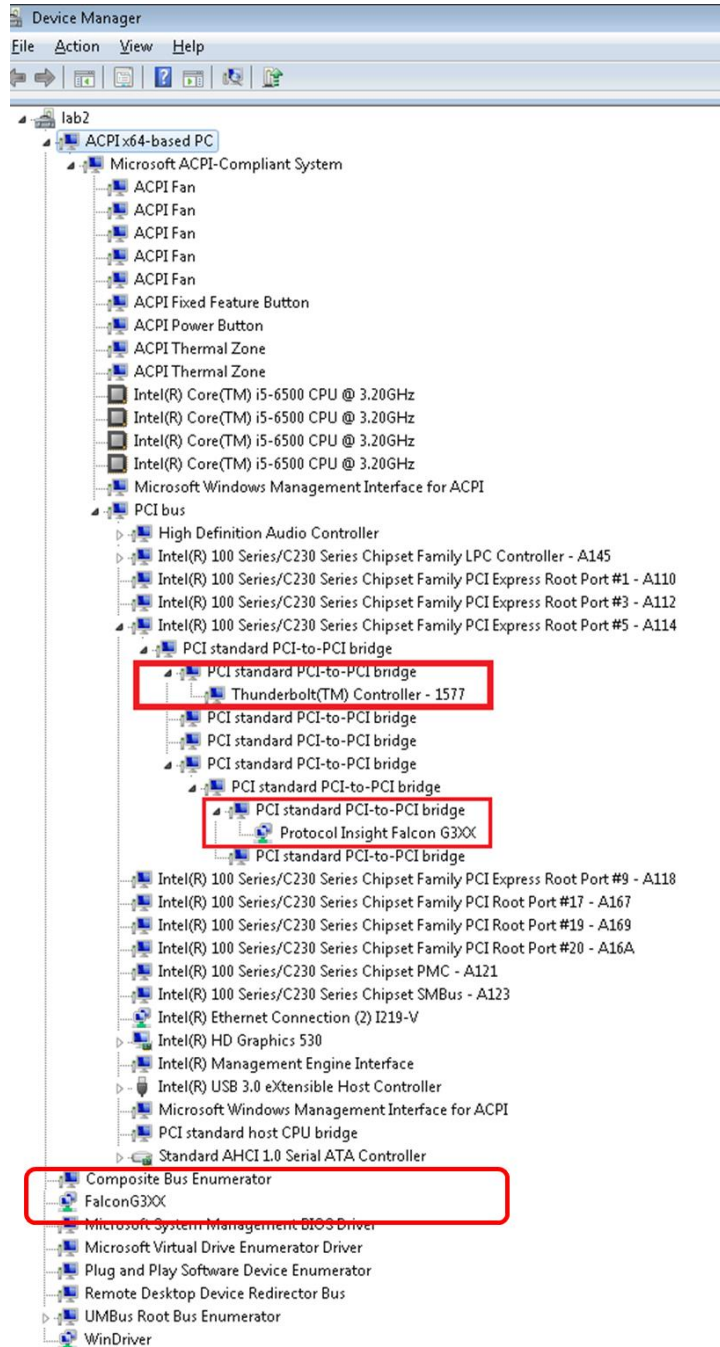 Device Manager
File Action View Help
lab2
ACPI x64-based PC
Microsoft ACPI-Compliant System
ACPI Fan
ACPI Fan
ACPI Fan
ACPI Fan
ACPI Fan
ACPI Fixed Feature Button
ACPI Power Button
ACPI Thermal Zone
ACPI Thermal Zone
Intel(R) Core(TM) i5-6500 CPU @ 3.20GHz
Intel(R) Core(TM) i5-6500 CPU @ 3.20GHz
Intel(R) Core(TM) i5-6500 CPU @ 3.20GHz
Intel(R) Core(TM) i5-6500 CPU @ 3.20GHz
Microsoft Windows Management Interface for ACPI
PCI bus
High Definition Audio Controller
Intel(R) 100 Series/C230 Series Chipset Family LPC Controller - A145
Intel(R) 100 Series/C230 Series Chipset Family PCI Express Root Port #1 - A110
Intel(R) 100 Series/C230 Series Chipset Family PCI Express Root Port #3 - A112
Intel(R) 100 Series/C230 Series Chipset Family PCI Express Root Port #5 - A114
PCI standard PCI-to-PCI bridge
PCI standard PCI-to-PCI bridge
Thunderbolt(TM) Controller - 1577
PCI standard PCI-to-PCI bridge
PCI standard PCI-to-PCI bridge
PCI standard PCI-to-PCI bridge
PCI standard PCI-to-PCI bridge
PCI standard PCI-to-PCI bridge
Protocol Insight Falcon G3XX
PCI standard PCI-to-PCI bridge
Intel(R) 100 Series/C230 Series Chipset Family PCI Express Root Port #9 - A118
Intel(R) 100 Series/C230 Series Chipset Family PCI Root Port #17 - A167
Intel(R) 100 Series/C230 Series Chipset Family PCI Root Port #19 - A169
Intel(R) 100 Series/C230 Series Chipset Family PCI Root Port #20 - A16A
Intel(R) 100 Series/C230 Series Chipset PMC - A121
Intel(R) 100 Series/C230 Series Chipset SMBus - A123
Intel(R) Ethernet Connection (2) I219-V
Intel(R) HD Graphics 530
Intel(R) Management Engine Interface
Intel(R) USB 3.0 eXtensible Host Controller
Microsoft Windows Management Interface for ACPI
PCI standard host CPU bridge
Standard AHCI 1.0 Serial ATA Controller
Composite Bus Enumerator
FalconG3XX
Microsoft System Management BIOS Driver
Microsoft Virtual Drive Enumerator Driver
Plug and Play Software Device Enumerator
Remote Desktop Device Redirector Bus
UMBus Root Bus Enumerator
WinDriver